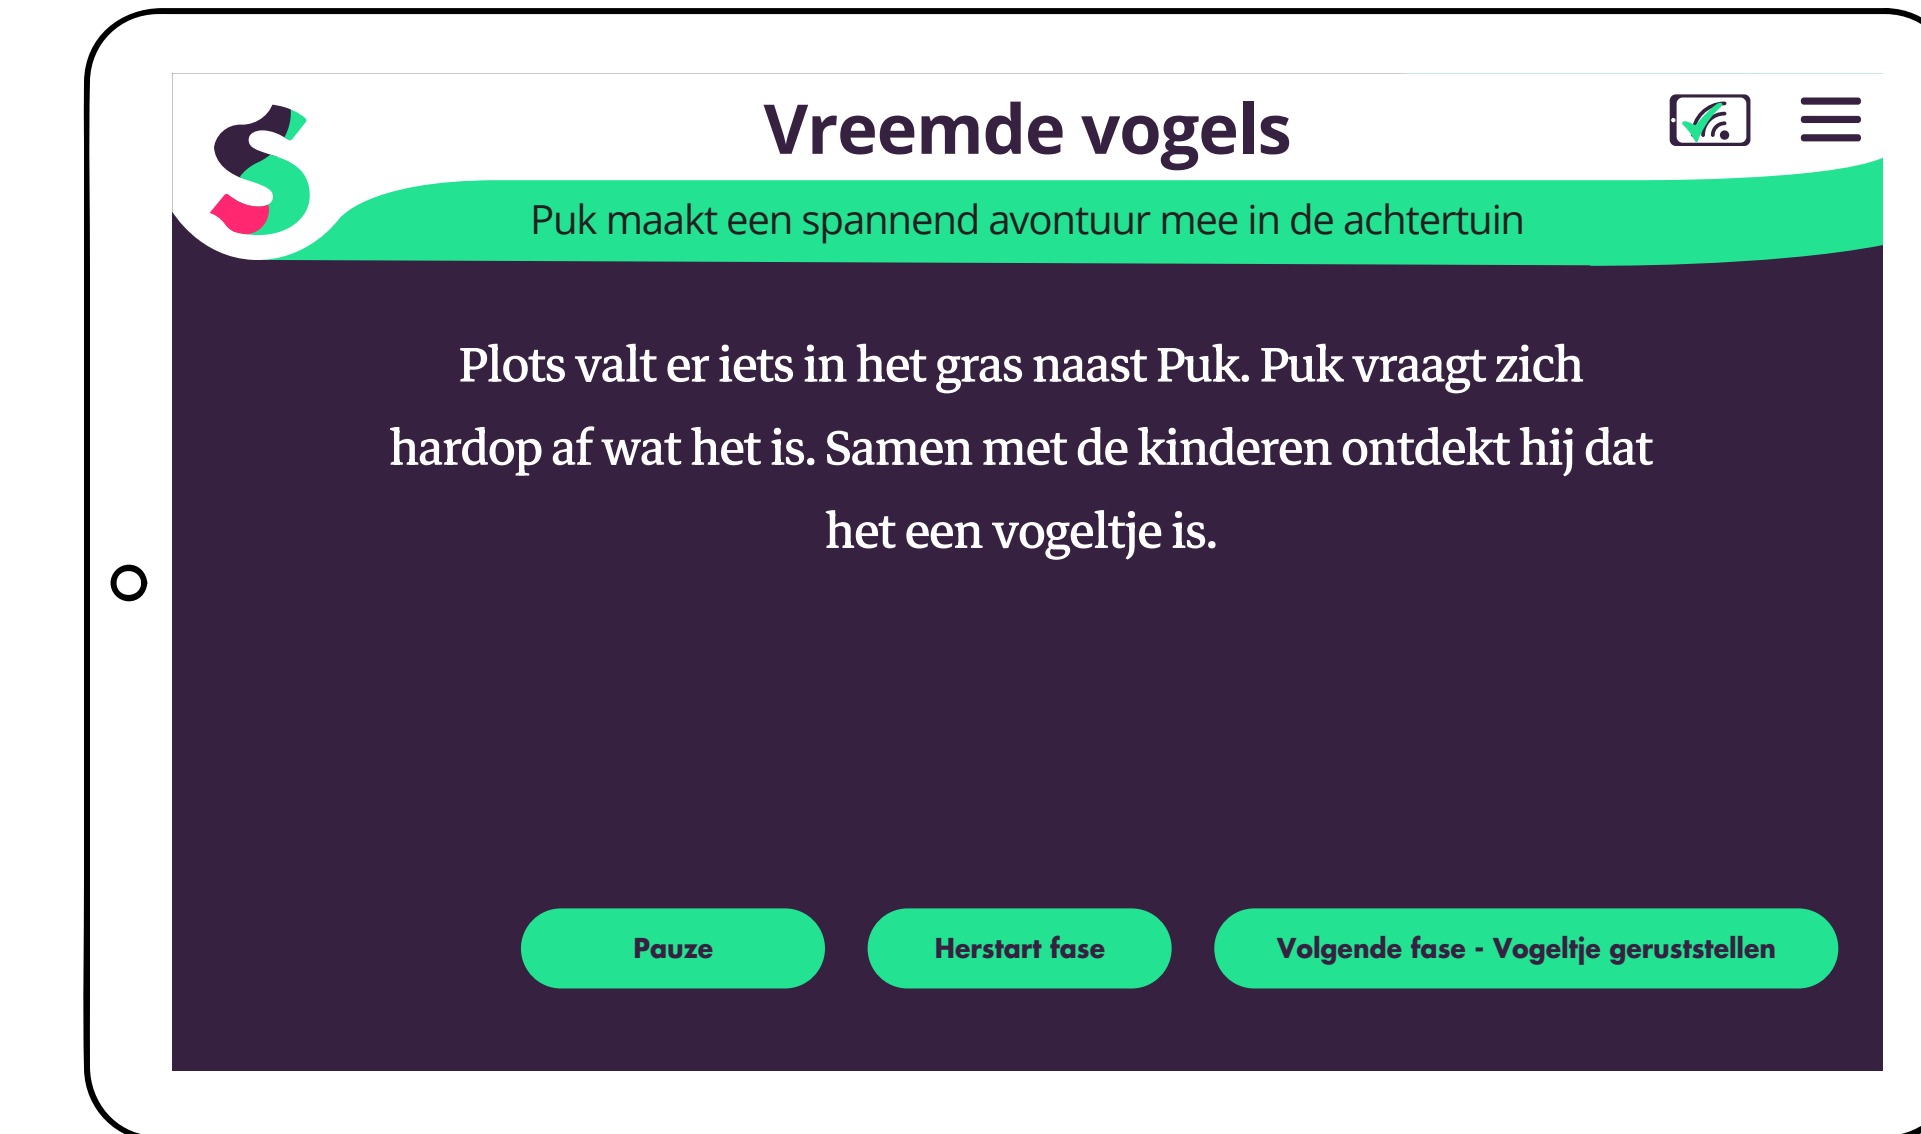 Vreemde vogels
Puk maakt een spannend avontuur mee in de achtertuin
Plots valt er iets in het gras naast Puk. Puk vraagt zich
hardop af wat het is. Samen met de kinderen ontdekt hij dat
het een vogeltje is.
Pauze
Herstart fase
Volgende fase - Vogeltje geruststellen